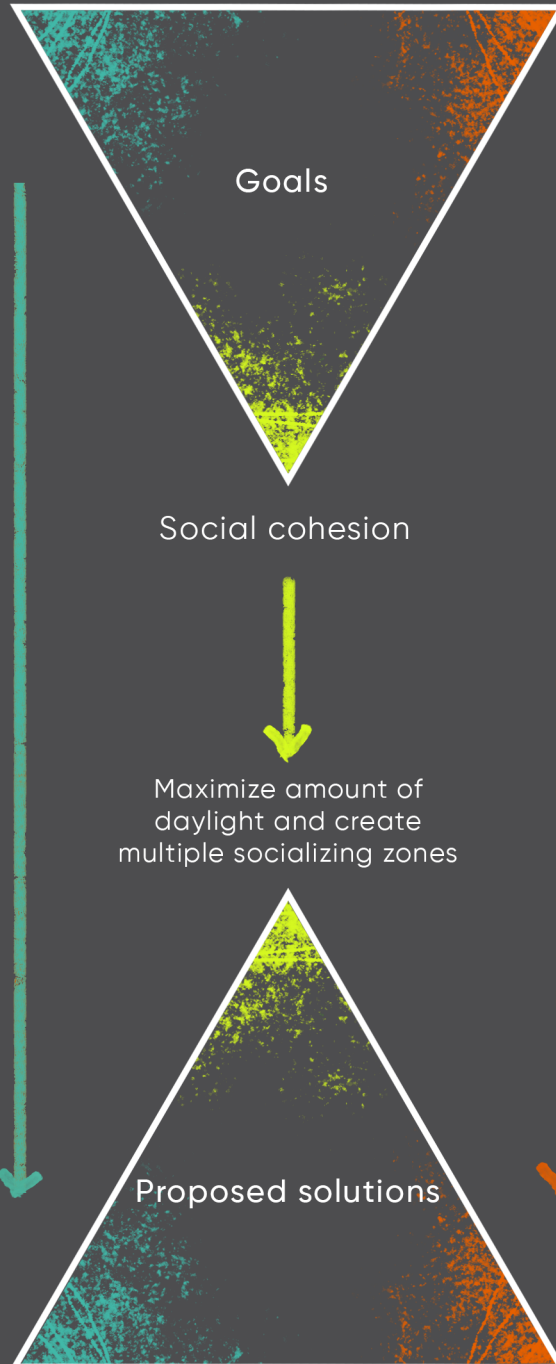 Goals
Social cohesion
Maximize amount of
daylight and create
multiple socializing zones
Proposed solutions